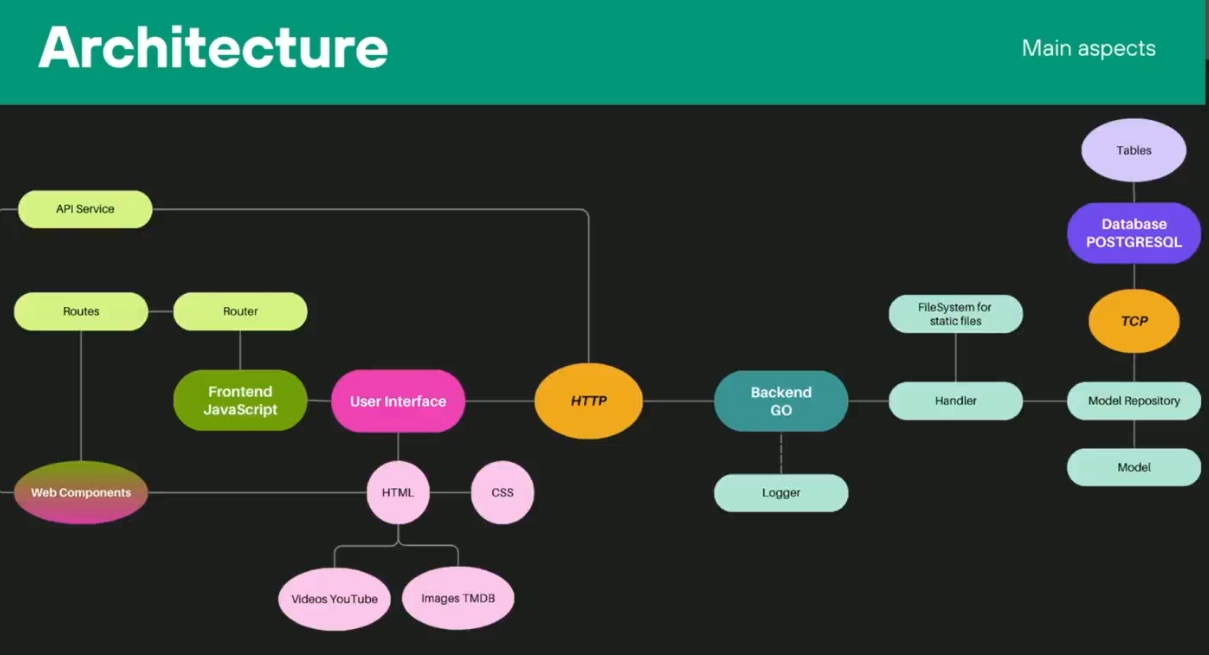 Architecture
Main aspects
Tables
API Service
Database
POSTGRESQL
Routes
Router
FileSystem for
static files
TCP
Frontend
JavaScript
User Interface
HTTP
Backend
GO
Handler
Model Repository
Model
Web Components
HTML
CSS
Logger
Videos YouTube
Images TMDB